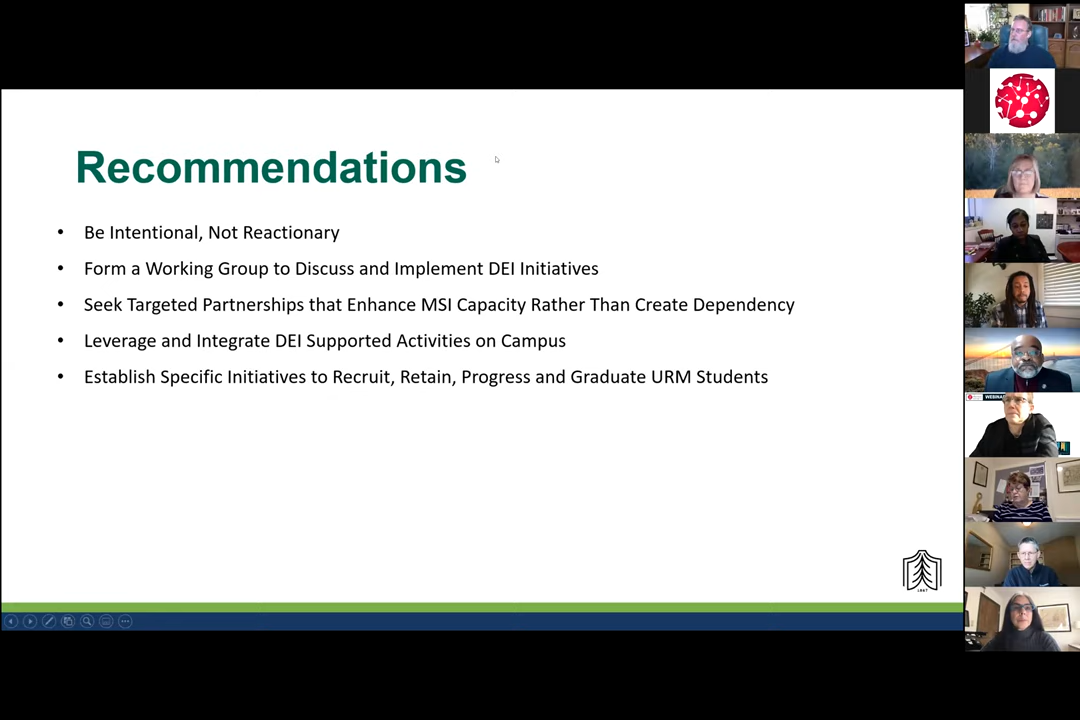 Recommendations
• Be Intentional, Not Reactionary
• Form a Working Group to Discuss and Implement DEI Initiatives
• Seek Targeted Partnerships that Enhance MSI Capacity Rather Than Create Dependency
• Leverage and Integrate DEI Supported Activities on Campus
• Establish Specific Initiatives to Recruit, Retain, Progress and Graduate URM Students